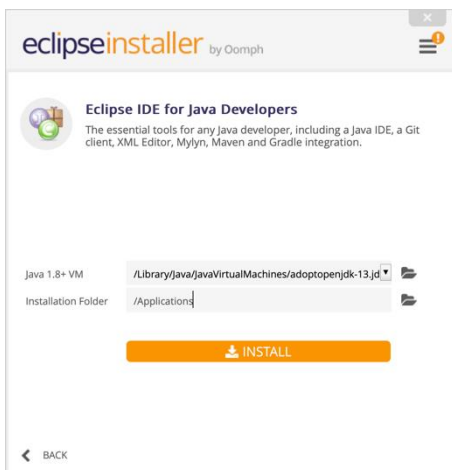 eclipseinstaller by Oomph
Eclipse IDE for Java Developers
The essential tools for any Java developer, including a Java IDE, a Git
client, XML Editor, Mylyn, Maven and Gradle integration.
Java 1.8+ VM /Library/Java/JavaVirtualMachines/adoptopenjdk-13.jd
Installation Folder /Applications
INSTALL
BACK